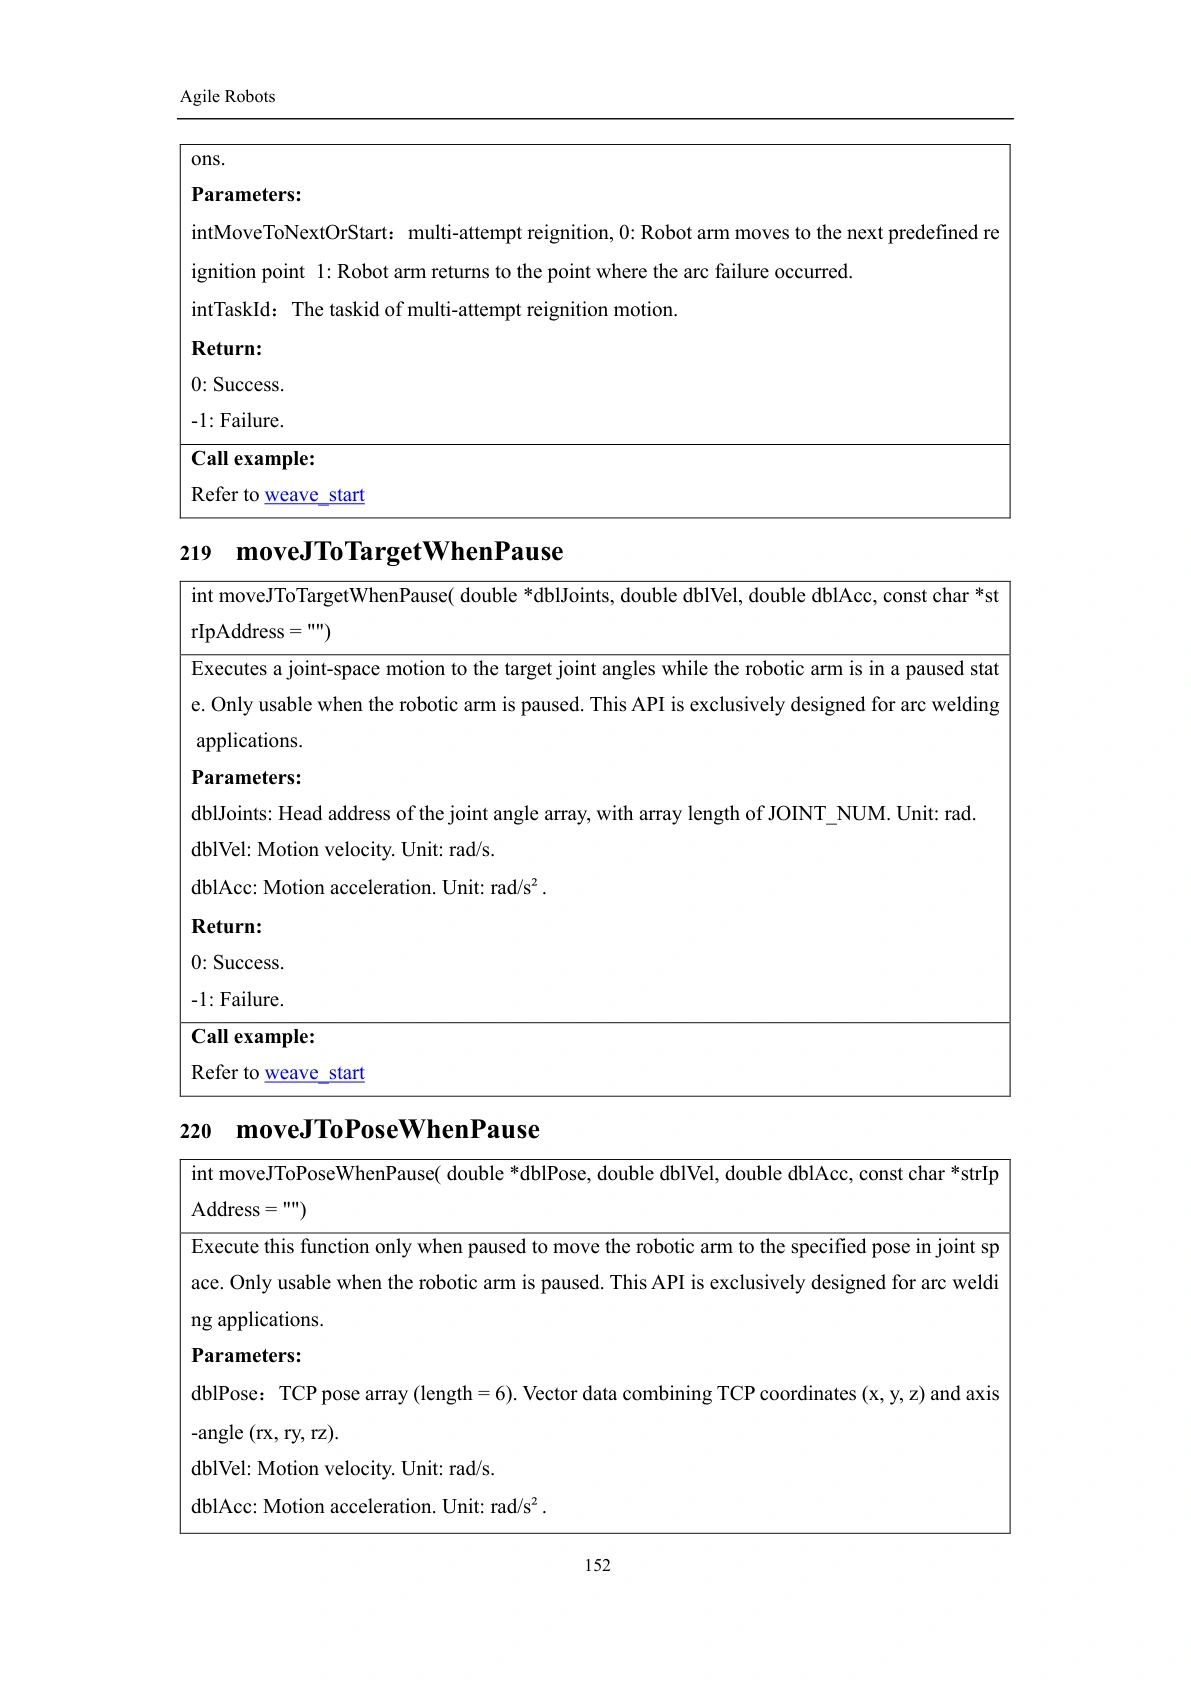 Agile Robots
ons.
Parameters:
intMoveToNextOrStart：multi-attempt reignition, 0: Robot arm moves to the next predefined re
ignition point  1: Robot arm returns to the point where the arc failure occurred.
intTaskId：The taskid of multi-attempt reignition motion.
Return:
0: Success.
-1: Failure.
Call example:
Refer to weave_start
219 moveJToTargetWhenPause
int moveJToTargetWhenPause( double *dblJoints, double dblVel, double dblAcc, const char *st
rIpAddress = "")
Executes a joint-space motion to the target joint angles while the robotic arm is in a paused stat
e. Only usable when the robotic arm is paused. This API is exclusively designed for arc welding
applications.
Parameters:
dblJoints: Head address of the joint angle array, with array length of JOINT_NUM. Unit: rad.
dblVel: Motion velocity. Unit: rad/s.
dblAcc: Motion acceleration. Unit: rad/s² .
Return:
0: Success.
-1: Failure.
Call example:
Refer to weave_start
220 moveJToPoseWhenPause
int moveJToPoseWhenPause( double *dblPose, double dblVel, double dblAcc, const char *strIp
Address = "")
Execute this function only when paused to move the robotic arm to the specified pose in joint sp
ace. Only usable when the robotic arm is paused. This API is exclusively designed for arc weldi
ng applications.
Parameters:
dblPose：TCP pose array (length = 6). Vector data combining TCP coordinates (x, y, z) and axis
-angle (rx, ry, rz).
dblVel: Motion velocity. Unit: rad/s.
dblAcc: Motion acceleration. Unit: rad/s² .
152